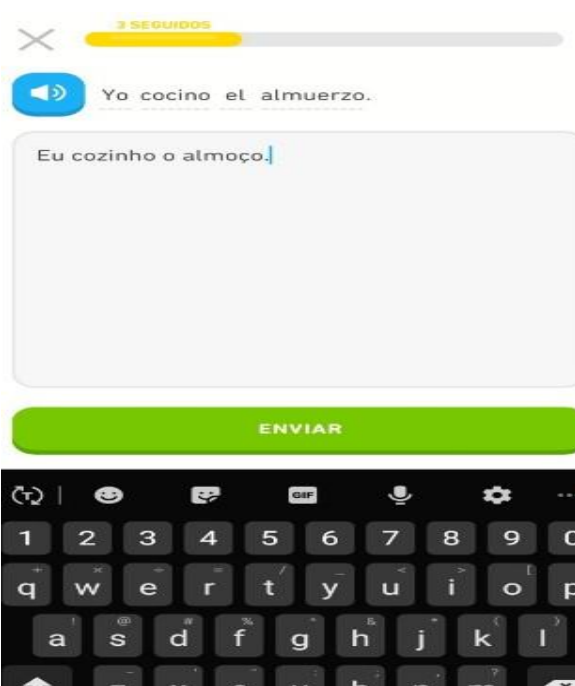 3 SEGUIDOS
Yo cocino el almuerzo.
Eu cozinho o almoço.
ENVIAR
GIF
1 2 3 4 5 6 7 8 9
q w e r t y u i o p
a s d f g h j k l